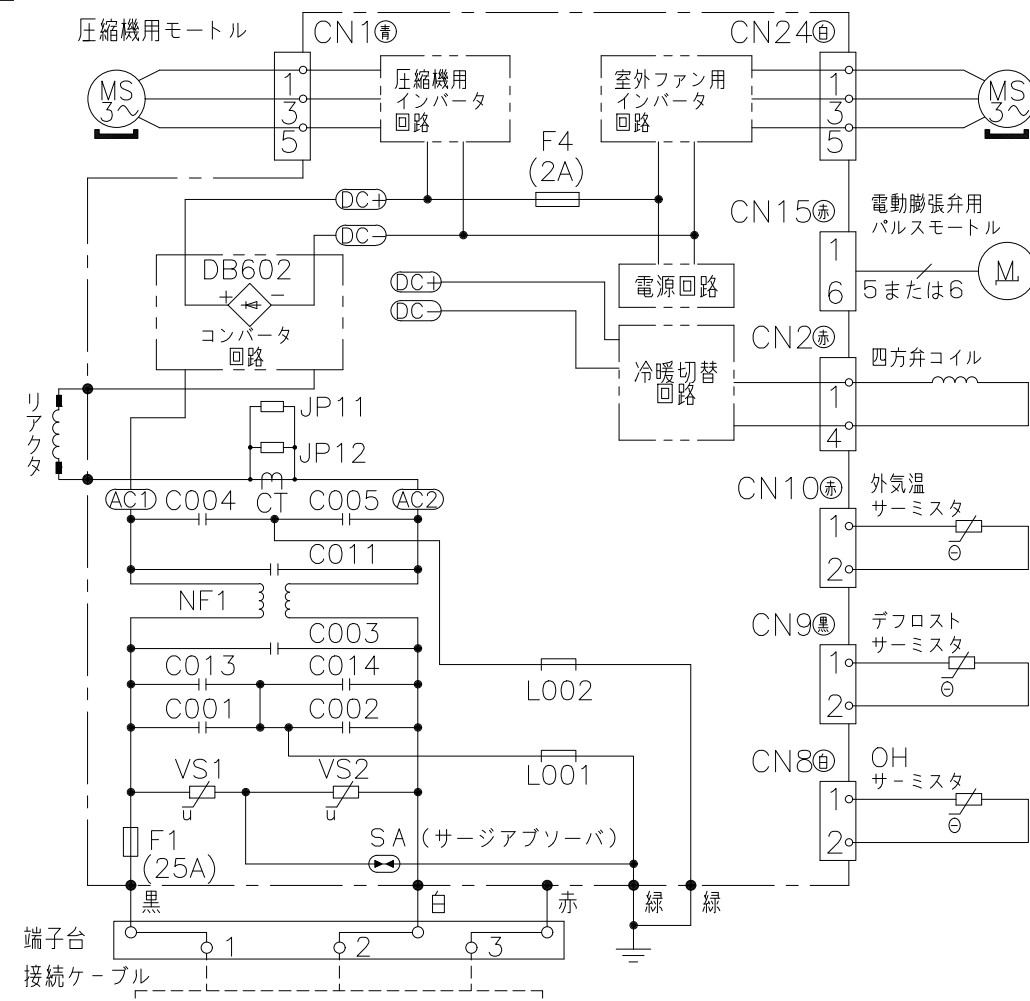 圧縮機用モートル
CN1青
CN24白
MS
3～
1
3
5
圧縮機用
インバータ
回路
室外ファン用
インバータ
回路
1
3
5
MS
3～
F4
(2A)
DC+
DC−
CN15赤
電動膨張弁用
パルスモートル
1
6
5または6
M
DB602
+
−
コンバータ
回路
DC+
DC−
電源回路
CN2赤
四方弁コイル
冷暖切替
回路
1
4
リアクタ
JP11
JP12
CT
AC1
C004
C005
AC2
CN10赤
外気温
サーミスタ
1
2
θ
C011
NF1
C003
C013
C014
C001
C002
L002
L001
CN9黒
デフロスト
サーミスタ
1
2
θ
VS1
VS2
u
u
CN8白
OH
サーミスタ
1
2
θ
F1
(25A)
SA（サージアブソーバ）
黒
白
赤
緑
緑
端子台
1
2
3
接続ケーブル